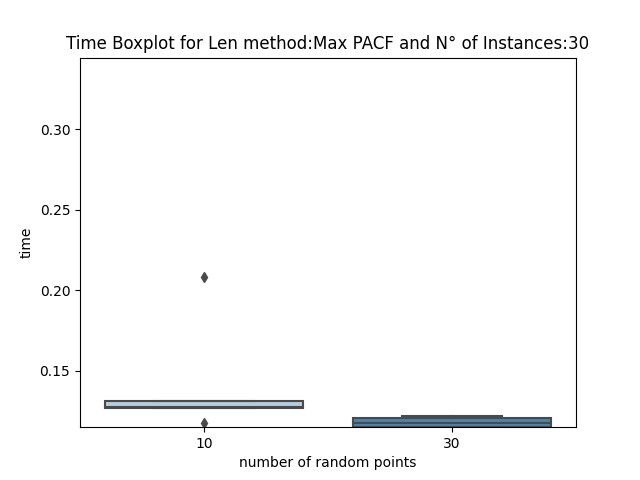 Time Boxplot for Len method:Max PACF and N° of Instances:30
0.30
0.25
0.20
0.15
time
10
30
number of random points